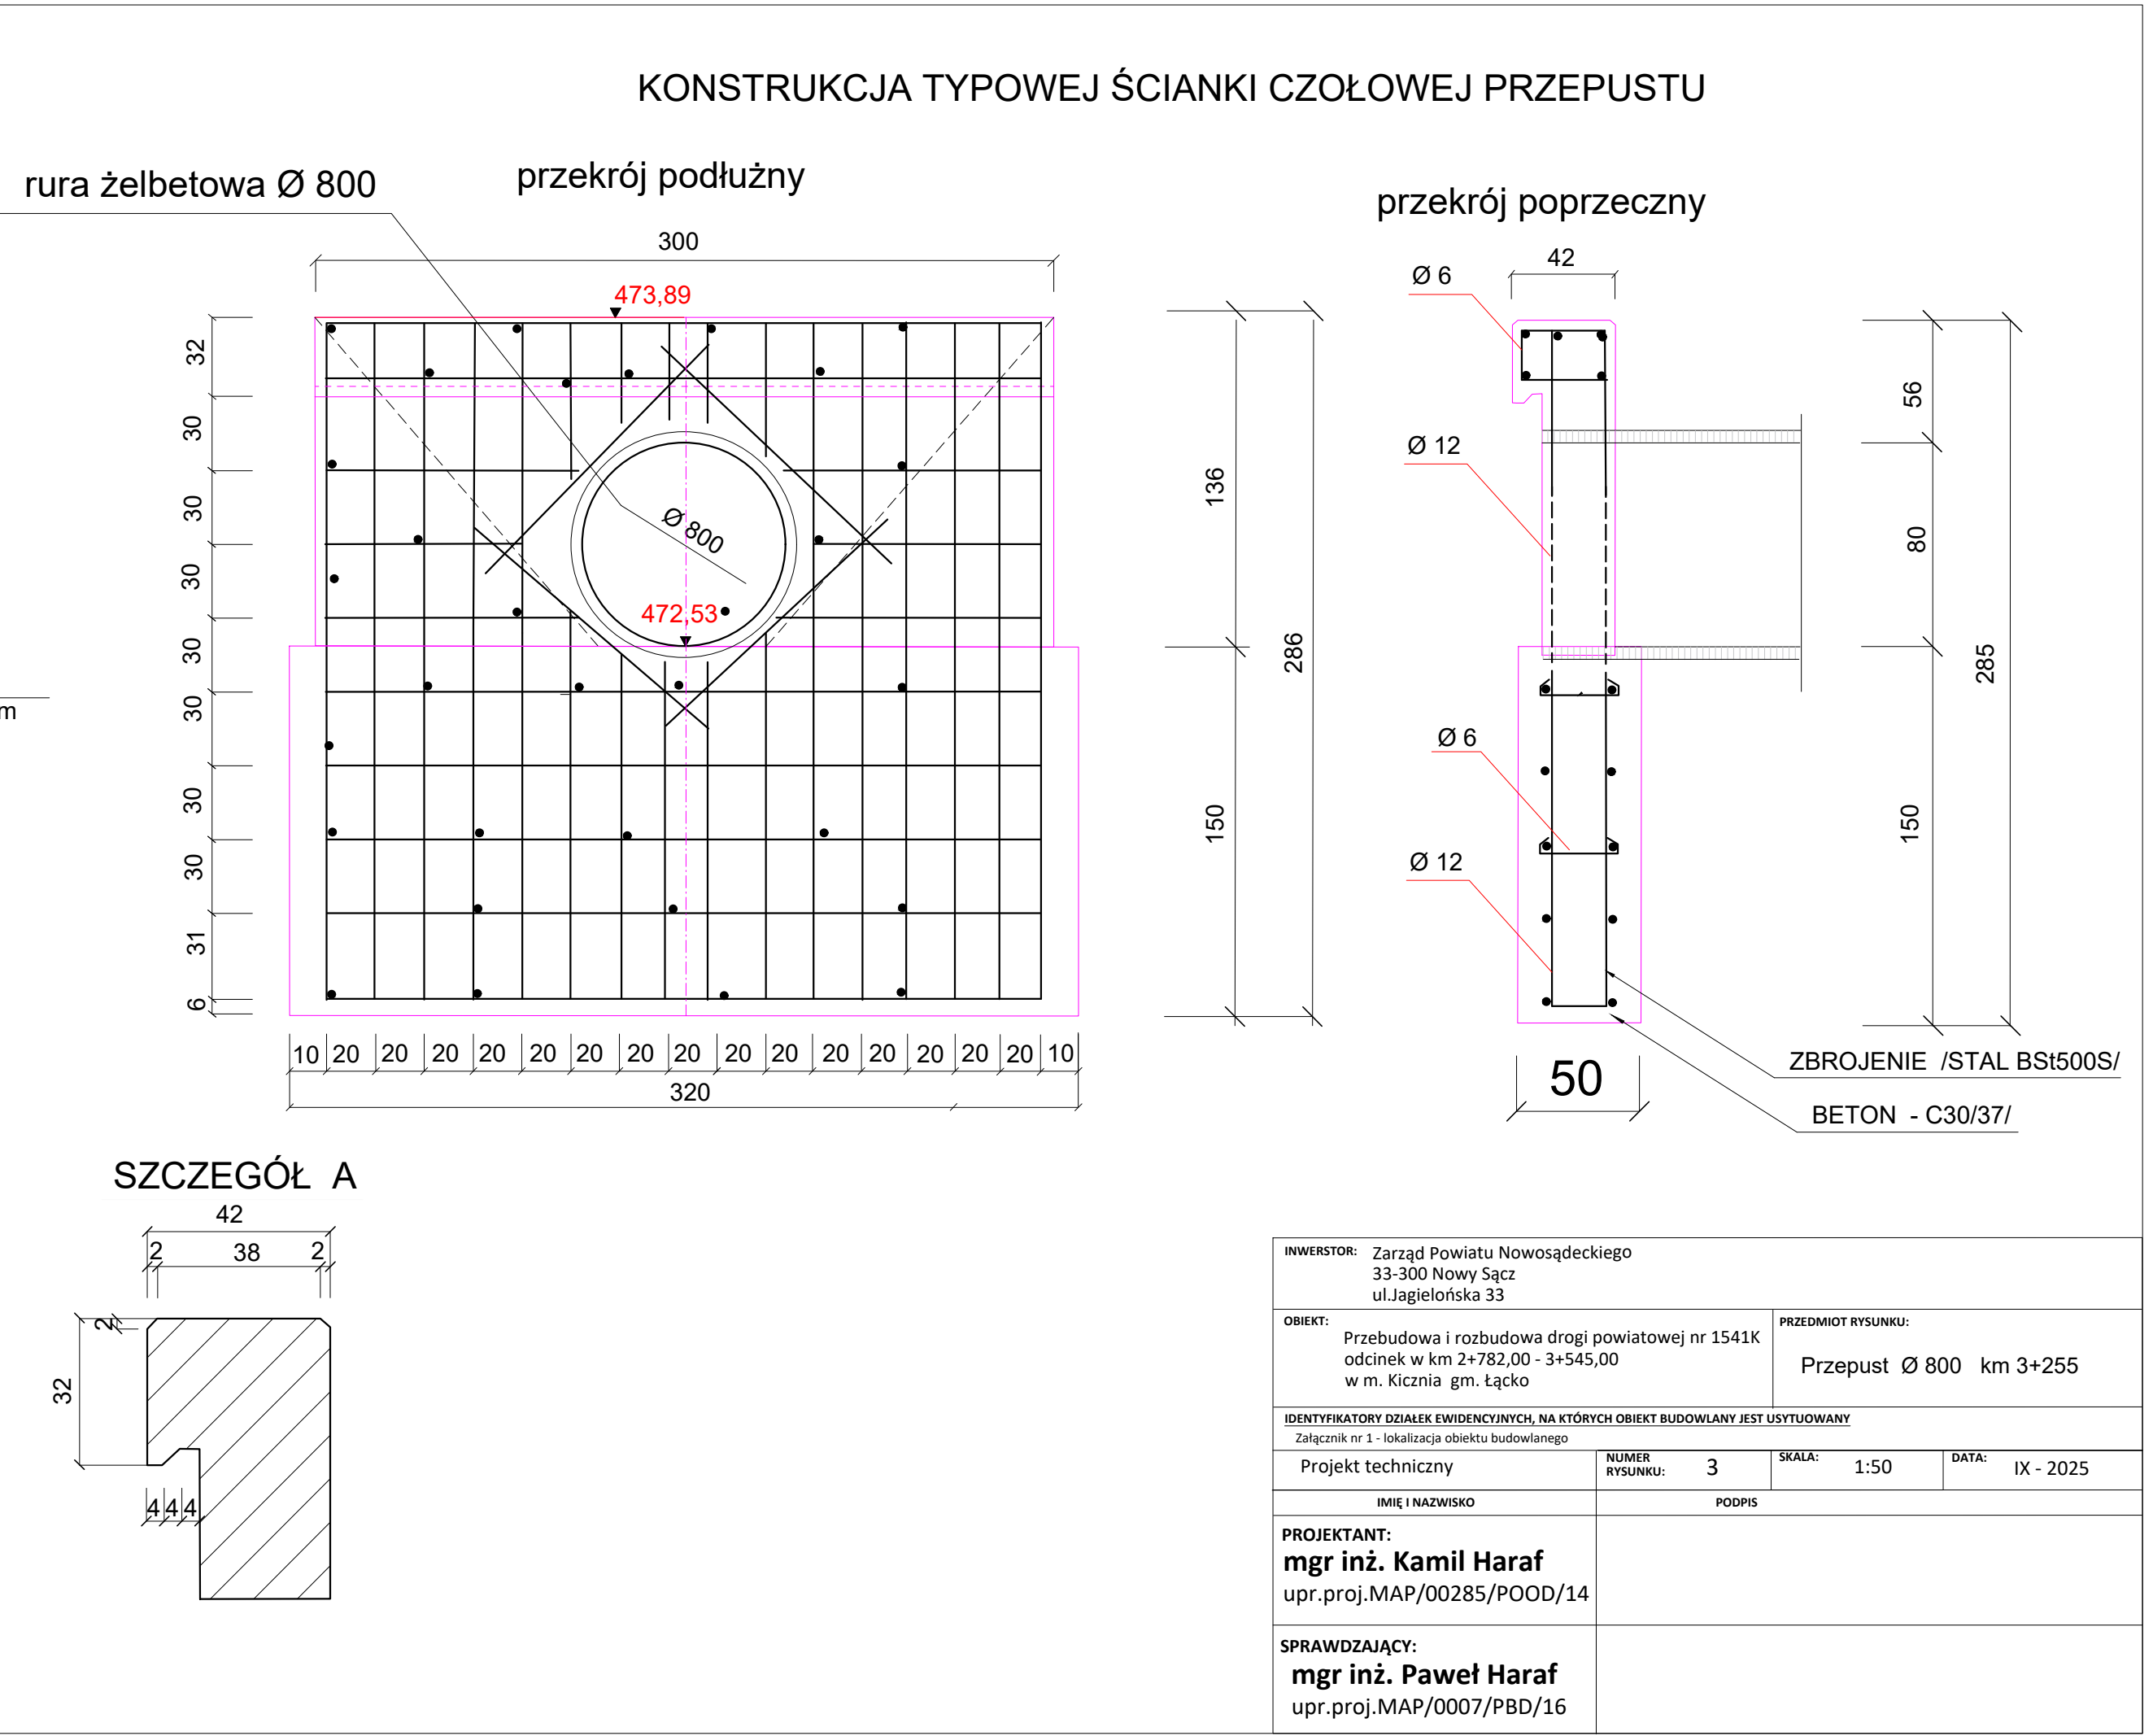 KONSTRUKCJA TYPOWEJ ŚCIANKI CZOŁOWEJ PRZEPUSTU
rura żelbetowa Ø 800
przekrój podłużny
przekrój poprzeczny
300
473,89
32
30
30
30
30
30
30
30
31
6
Ø 800
472,53
136
150
286
10 20 20 20 20 20 20 20 20 20 20 20 20 20 20 10
320
m
42
Ø 6
Ø 12
Ø 6
Ø 12
56
80
150
285
50
ZBROJENIE /STAL BSt500S/
BETON - C30/37/
SZCZEGÓŁ A
42
2 38 2
2
32
4 4 4
INWERSTOR: Zarząd Powiatu Nowosądeckiego
33-300 Nowy Sącz
ul.Jagielońska 33
OBIEKT:
Przebudowa i rozbudowa drogi powiatowej nr 1541K
odcinek w km 2+782,00 - 3+545,00
w m. Kicznia gm. Łącko
PRZEDMIOT RYSUNKU:
Przepust Ø 800 km 3+255
IDENTYFIKATORY DZIAŁEK EWIDENCYJNYCH, NA KTÓRYCH OBIEKT BUDOWLANY JEST USYTUOWANY
Załącznik nr 1 - lokalizacja obiektu budowlanego
Projekt techniczny
NUMER
RYSUNKU: 3
SKALA: 1:50
DATA: IX - 2025
IMIĘ I NAZWISKO
PODPIS
PROJEKTANT:
mgr inż. Kamil Haraf
upr.proj.MAP/00285/POOD/14
SPRAWDZAJĄCY:
mgr inż. Paweł Haraf
upr.proj.MAP/0007/PBD/16